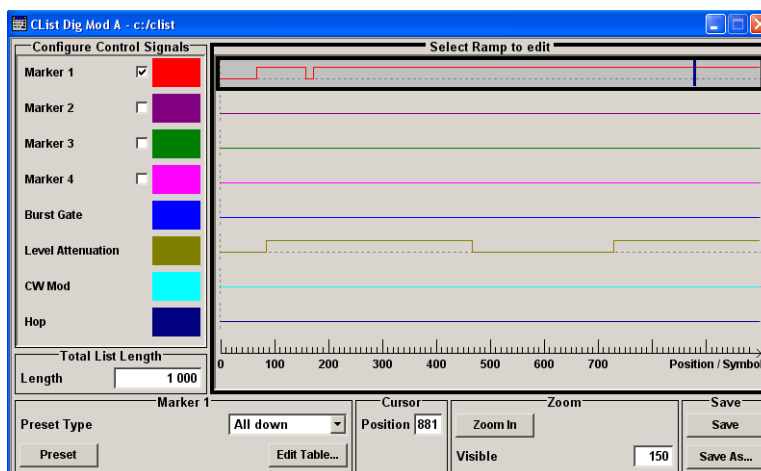 CList Dig Mod A - c:/clist
Configure Control Signals
Select Ramp to edit
Marker 1
Marker 2
Marker 3
Marker 4
Burst Gate
Level Attenuation
CW Mod
Hop
0 100 200 300 400 500 600 700 Position / Symbol
Total List Length
Length 1 000
Marker 1
Preset Type All down
Preset Edit Table...
Cursor
Position 881
Zoom
Zoom In
Visible 150
Save
Save
Save As...